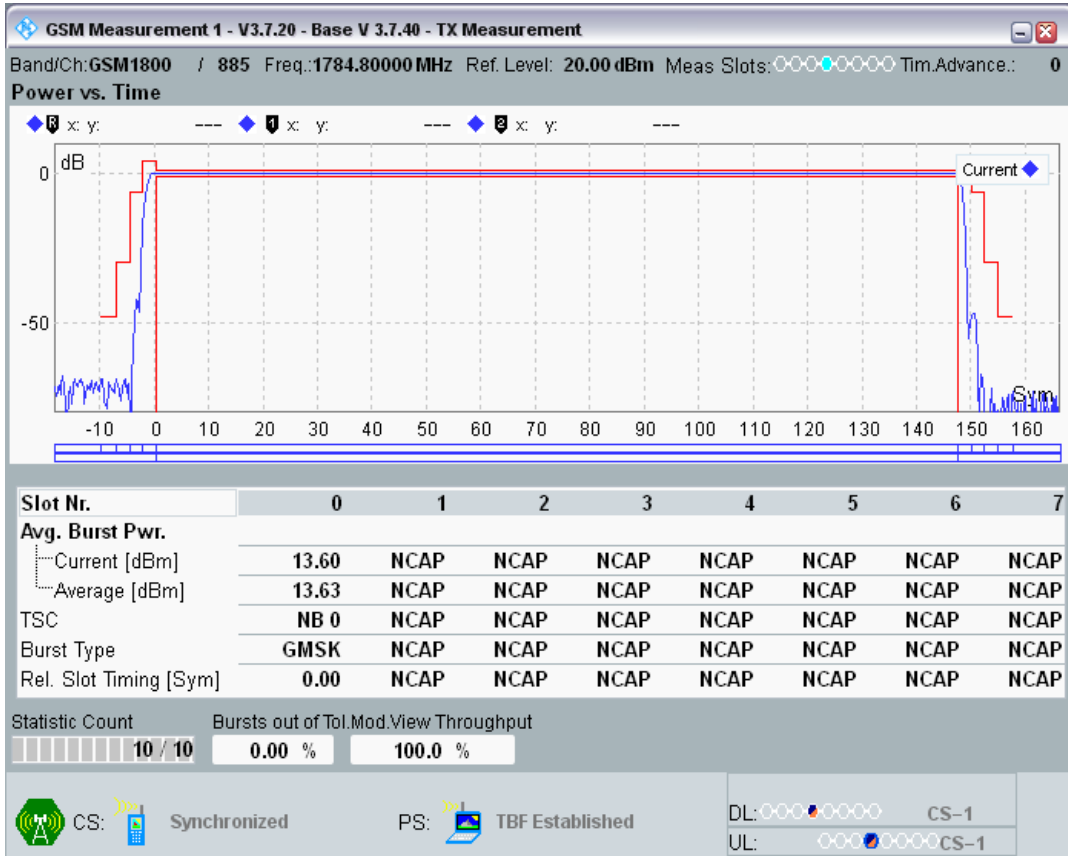 GSM Measurement 1 - V3.7.20 - Base V 3.7.40 - TX Measurement
Band/Ch:GSM1800 / 885 Freq.:1784.80000 MHz Ref. Level: 20.00 dBm Meas Slots: Tim.Advance.: 0
Power vs. Time
R x: y: --- 1 x: y: --- 2 x: y: ---
dB
Current
0
-50
Sym
-10 0 10 20 30 40 50 60 70 80 90 100 110 120 130 140 150 160
Slot Nr. 0 1 2 3 4 5 6 7
Avg. Burst Pwr.
Current [dBm] 13.60 NCAP NCAP NCAP NCAP NCAP NCAP NCAP
Average [dBm] 13.63 NCAP NCAP NCAP NCAP NCAP NCAP NCAP
TSC NB 0 NCAP NCAP NCAP NCAP NCAP NCAP NCAP
Burst Type GMSK NCAP NCAP NCAP NCAP NCAP NCAP NCAP
Rel. Slot Timing [Sym] 0.00 NCAP NCAP NCAP NCAP NCAP NCAP NCAP
Statistic Count Bursts out of Tol. Mod.View Throughput
10 / 10 0.00 % 100.0 %
CS: Synchronized PS: TBF Established
DL: CS-1
UL: CS-1